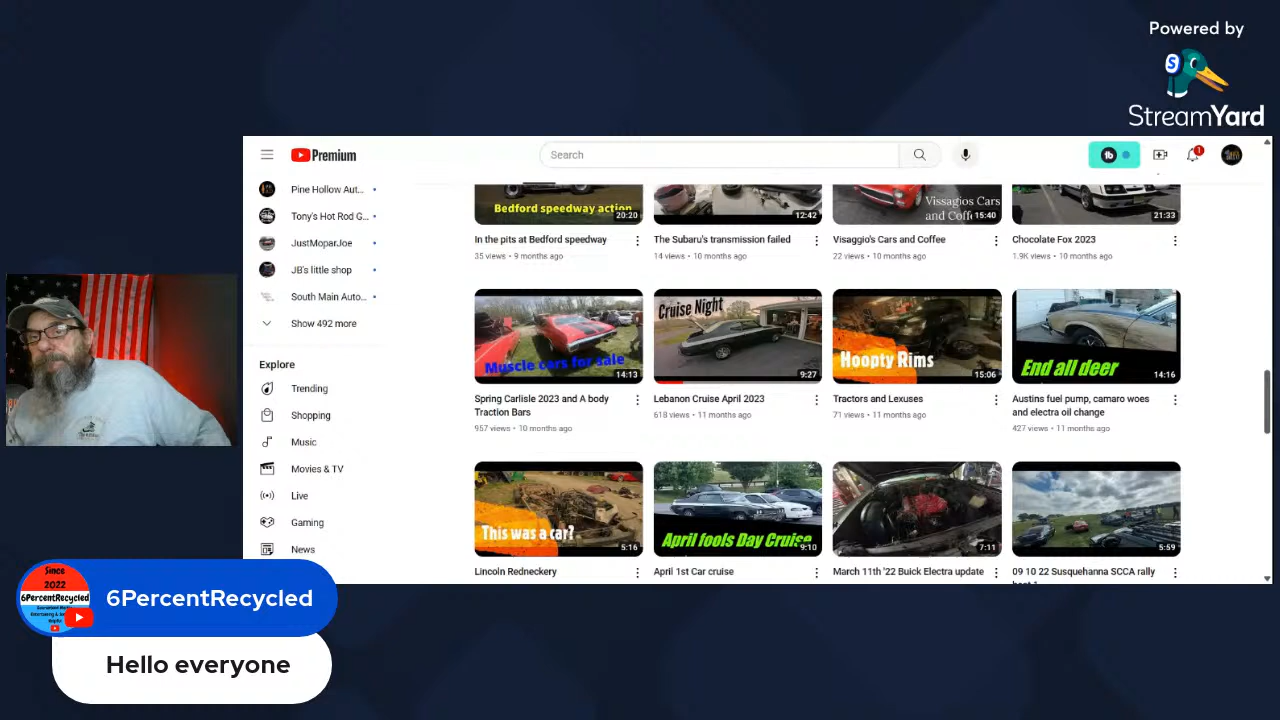 Powered by
StreamYard
Premium
Search
1
Pine Hollow Aut...
Tony's Hot Rod G...
JustMoparJoe
JB's little shop
South Main Auto...
Show 492 more
Explore
Trending
Shopping
Music
Movies & TV
Live
Gaming
News
Bedford speedway action
20:20
12:42
Vissagios Cars
and Coffe
15:40
21:33
In the pits at Bedford speedway
35 views • 9 months ago
The Subaru's transmission failed
14 views • 10 months ago
Visaggio's Cars and Coffee
22 views • 10 months ago
Chocolate Fox 2023
1.9K views • 10 months ago
Muscle cars for sale
14:13
Cruise Night
9:27
Hoopty Rims
15:06
End all deer
14:16
Spring Carlisle 2023 and A body
Traction Bars
957 views • 10 months ago
Lebanon Cruise April 2023
618 views • 11 months ago
Tractors and Lexuses
71 views • 11 months ago
Austins fuel pump, camaro woes
and electra oil change
427 views • 11 months ago
This was a car?
5:16
April fools Day Cruise
9:10
7:11
5:59
Lincoln Redneckery
April 1st Car cruise
March 11th '22 Buick Electra update
09 10 22 Susquehanna SCCA rally
Since
2022
6PercentRecycled
6PercentRecycled
Hello everyone